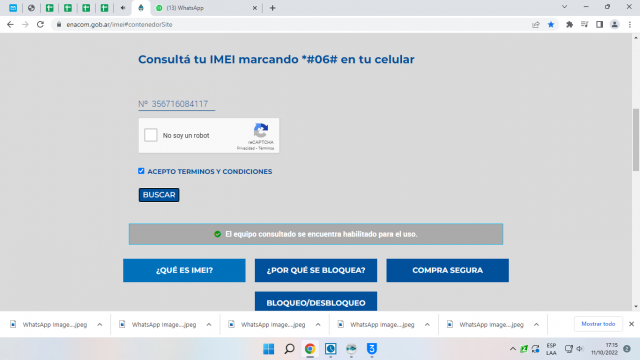 (13) WhatsApp
enacom.gob.ar/imei#contenedorSite
Consultá tu IMEI marcando *#06# en tu celular
Nº 356716084117
No soy un robot
reCAPTCHA
Privacidad - Términos
ACEPTO TERMINOS Y CONDICIONES
BUSCAR
El equipo consultado se encuentra habilitado para el uso.
¿QUÉ ES IMEI?
¿POR QUÉ SE BLOQUEA?
COMPRA SEGURA
BLOQUEO/DESBLOQUEO
WhatsApp Image....jpeg
WhatsApp Image....jpeg
WhatsApp Image....jpeg
WhatsApp Image....jpeg
WhatsApp Image....jpeg
Mostrar todo
ESP
LAA
17:15
11/10/2022